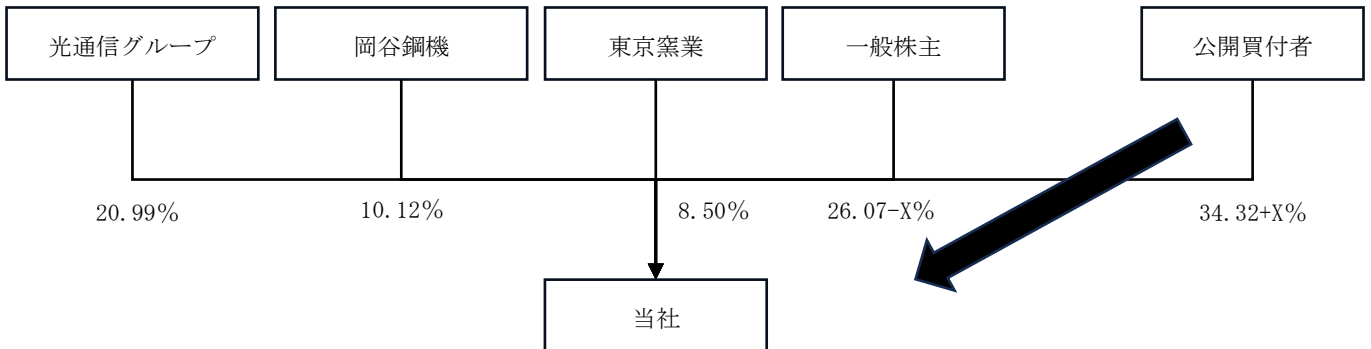 光通信グループ
岡谷鋼機
東京窯業
一般株主
公開買付者
20.99%
10.12%
8.50%
26.07-X%
34.32+X%
当社